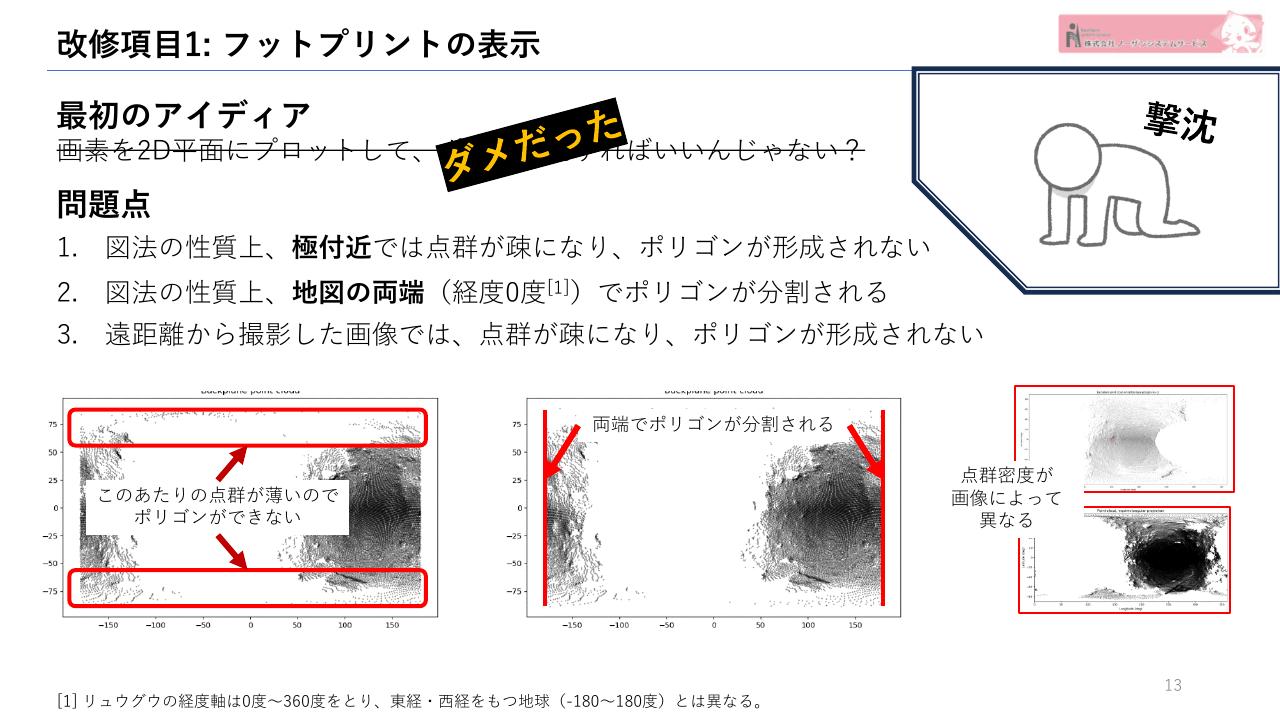 改修項目1: フットプリントの表示
株式会社 ノーザンシステムサービス
撃沈
最初のアイディア
画素を2D平面にプロットして、
ればいいんじゃない？
ダメだった
問題点
1. 図法の性質上、極付近では点群が疎になり、ポリゴンが形成されない
2. 図法の性質上、地図の両端（経度0度[1]）でポリゴンが分割される
3. 遠距離から撮影した画像では、点群が疎になり、ポリゴンが形成されない
Backplane point cloud
75
50
25
0
−25
−50
−75
−150 −100 −50 0 50 100 150
このあたりの点群が薄いので
ポリゴンができない
Backplane point cloud
75
50
25
0
−25
−50
−75
−150 −100 −50 0 50 100 150
両端でポリゴンが分割される
点群密度が
画像によって
異なる
[1] リュウグウの経度軸は0度～360度をとり、東経・西経をもつ地球（-180～180度）とは異なる。
13